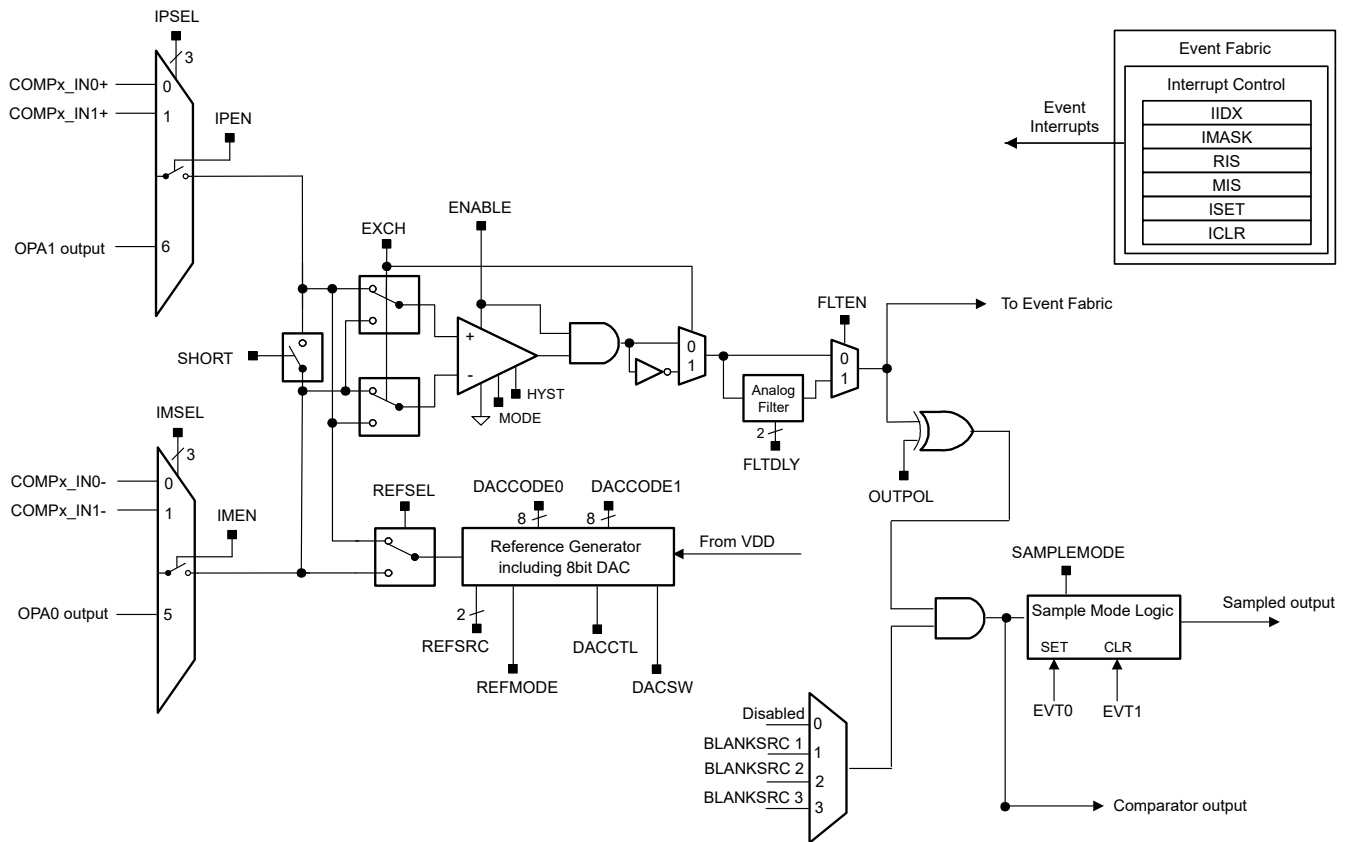 IPSEL
3
COMPx_IN0+
0
COMPx_IN1+
1
IPEN
OPA1 output
6
Event Fabric
Interrupt Control
IIDX
IMASK
RIS
MIS
ISET
ICLR
Event
Interrupts
ENABLE
EXCH
SHORT
+
-
HYST
MODE
0
1
FLTEN
0
1
Analog
Filter
2
FLTDLY
To Event Fabric
OUTPOL
IMSEL
3
COMPx_IN0-
0
COMPx_IN1-
1
IMEN
OPA0 output
5
REFSEL
DACCODE0
DACCODE1
8
8
Reference Generator
including 8bit DAC
From VDD
2
REFSRC
REFMODE
DACCTL
DACSW
SAMPLEMODE
Sample Mode Logic
SET
CLR
EVT0
EVT1
Sampled output
Disabled
0
BLANKSRC 1
1
BLANKSRC 2
2
BLANKSRC 3
3
Comparator output